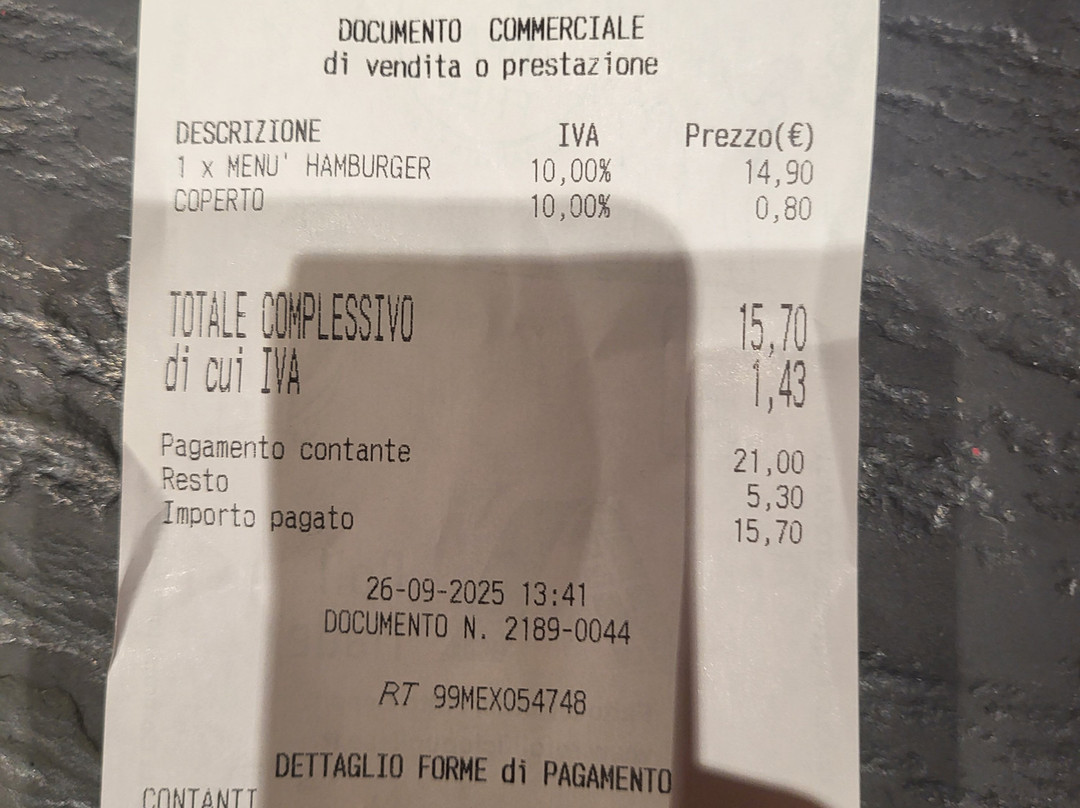 DOCUMENTO COMMERCIALE
di vendita o prestazione
DESCRIZIONE IVA Prezzo(€)
1 x MENU' HAMBURGER 10,00% 14,90
COPERTO 10,00% 0,80
TOTALE COMPLESSIVO 15,70
di cui IVA 1,43
Pagamento contante 21,00
Resto 5,30
Importo pagato 15,70
26-09-2025 13:41
DOCUMENTO N. 2189-0044
RT 99MEX054748
DETTAGLIO FORME di PAGAMENTO
CONTANTI